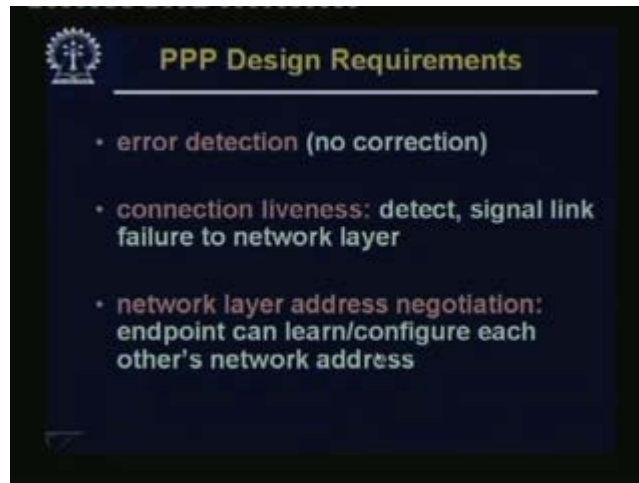 PPP Design Requirements
• error detection (no correction)
• connection liveness: detect, signal link
failure to network layer
• network layer address negotiation:
endpoint can learn/configure each
other's network address